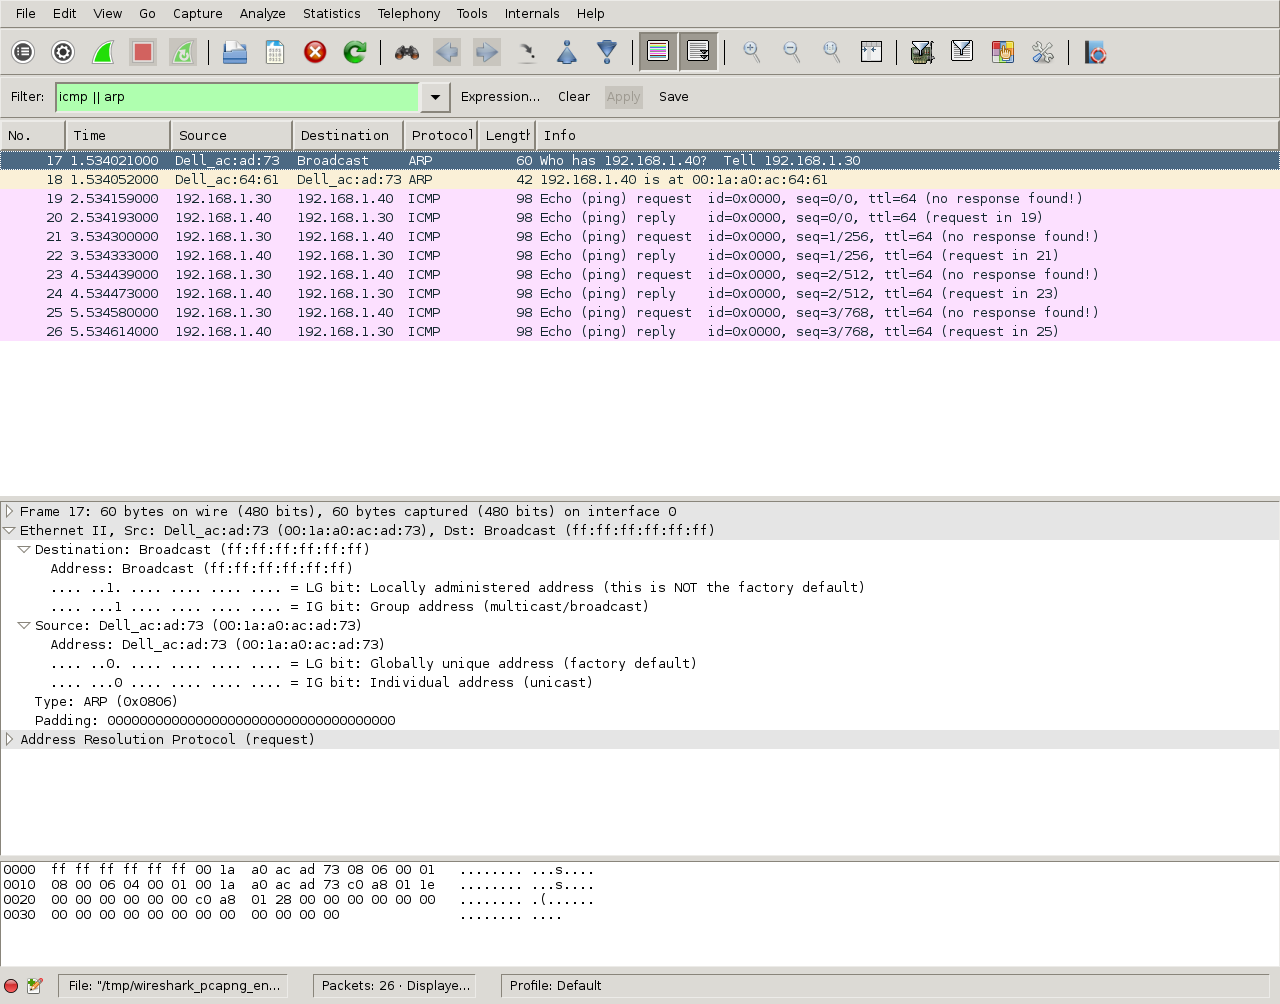 File Edit View Go Capture Analyze Statistics Telephony Tools Internals Help
Filter: icmp || arp Expression... Clear Apply Save
No. Time Source Destination Protocol Length Info
17 1.534021000 Dell_ac:ad:73 Broadcast ARP 60 Who has 192.168.1.40?  Tell 192.168.1.30
18 1.534052000 Dell_ac:64:61 Dell_ac:ad:73 ARP 42 192.168.1.40 is at 00:1a:a0:ac:64:61
19 2.534159000 192.168.1.30 192.168.1.40 ICMP 98 Echo (ping) request  id=0x0000, seq=0/0, ttl=64 (no response found!)
20 2.534193000 192.168.1.40 192.168.1.30 ICMP 98 Echo (ping) reply    id=0x0000, seq=0/0, ttl=64 (request in 19)
21 3.534300000 192.168.1.30 192.168.1.40 ICMP 98 Echo (ping) request  id=0x0000, seq=1/256, ttl=64 (no response found!)
22 3.534333000 192.168.1.40 192.168.1.30 ICMP 98 Echo (ping) reply    id=0x0000, seq=1/256, ttl=64 (request in 21)
23 4.534439000 192.168.1.30 192.168.1.40 ICMP 98 Echo (ping) request  id=0x0000, seq=2/512, ttl=64 (no response found!)
24 4.534473000 192.168.1.40 192.168.1.30 ICMP 98 Echo (ping) reply    id=0x0000, seq=2/512, ttl=64 (request in 23)
25 5.534580000 192.168.1.30 192.168.1.40 ICMP 98 Echo (ping) request  id=0x0000, seq=3/768, ttl=64 (no response found!)
26 5.534614000 192.168.1.40 192.168.1.30 ICMP 98 Echo (ping) reply    id=0x0000, seq=3/768, ttl=64 (request in 25)
Frame 17: 60 bytes on wire (480 bits), 60 bytes captured (480 bits) on interface 0
Ethernet II, Src: Dell_ac:ad:73 (00:1a:a0:ac:ad:73), Dst: Broadcast (ff:ff:ff:ff:ff:ff)
Destination: Broadcast (ff:ff:ff:ff:ff:ff)
Address: Broadcast (ff:ff:ff:ff:ff:ff)
.... ..1. .... .... .... .... = LG bit: Locally administered address (this is NOT the factory default)
.... ...1 .... .... .... .... = IG bit: Group address (multicast/broadcast)
Source: Dell_ac:ad:73 (00:1a:a0:ac:ad:73)
Address: Dell_ac:ad:73 (00:1a:a0:ac:ad:73)
.... ..0. .... .... .... .... = LG bit: Globally unique address (factory default)
.... ...0 .... .... .... .... = IG bit: Individual address (unicast)
Type: ARP (0x0806)
Padding: 000000000000000000000000000000000000
Address Resolution Protocol (request)
0000  ff ff ff ff ff ff 00 1a  a0 ac ad 73 08 06 00 01   ........ ...s....
0010  08 00 06 04 00 01 00 1a  a0 ac ad 73 c0 a8 01 1e   ........ ...s....
0020  00 00 00 00 00 00 c0 a8  01 28 00 00 00 00 00 00   ........ .(......
0030  00 00 00 00 00 00 00 00  00 00 00 00               ........ ....
File: "/tmp/wireshark_pcapng_en... Packets: 26 · Displaye... Profile: Default